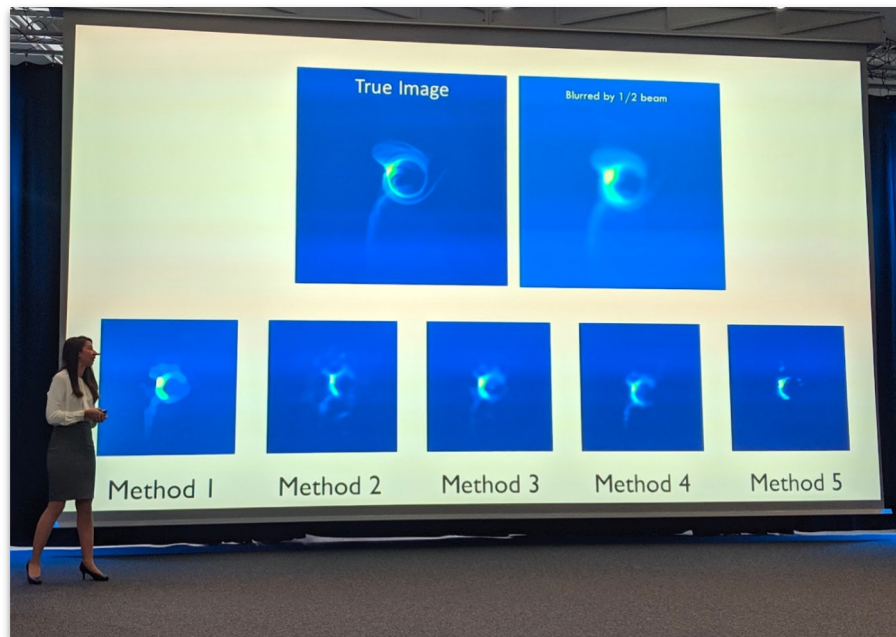 True Image
Blurred by 1/2 beam
Method 1
Method 2
Method 3
Method 4
Method 5